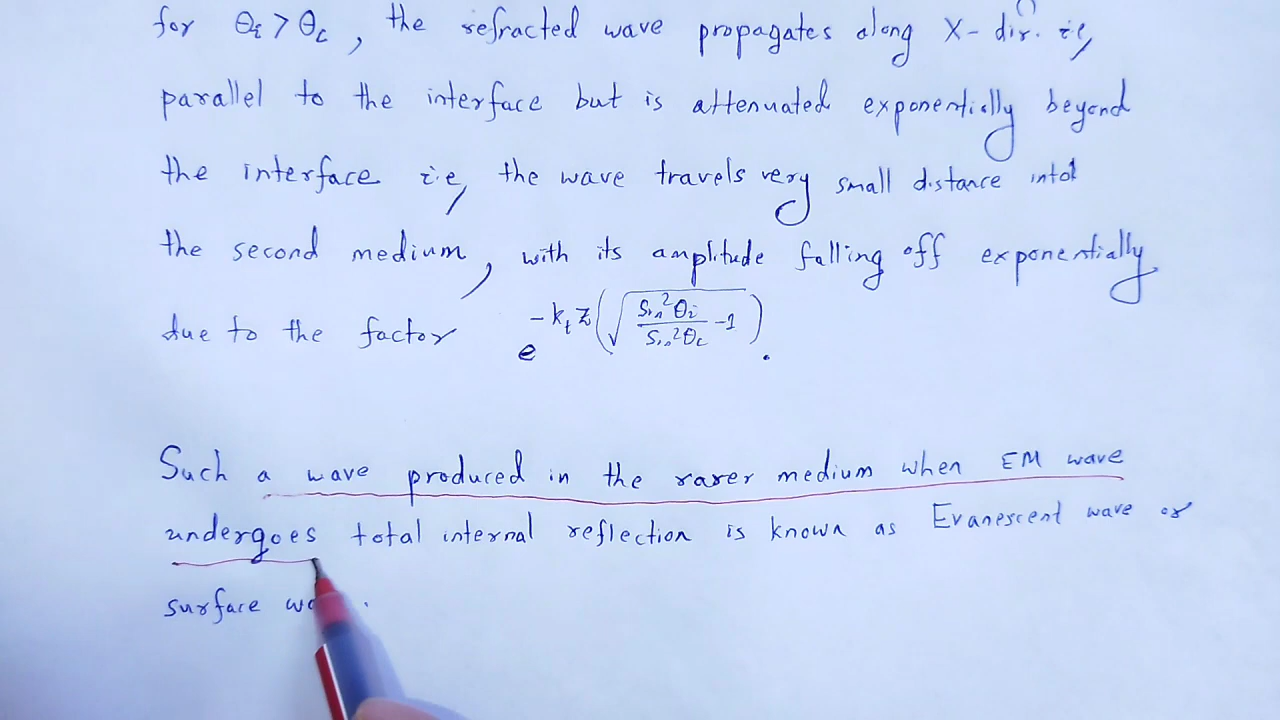 for θi > θc, the refracted wave propagates along X-dir. i.e,
parallel to the interface but is attenuated exponentially beyond
the interface i.e, the wave travels very small distance into
the second medium, with its amplitude falling off exponentially
due to the factor e^{-k_t z(√(Sin²θi/Sin²θc - 1))}.
Such a wave produced in the rarer medium when EM wave
undergoes total internal reflection is known as Evanescent wave or
surface